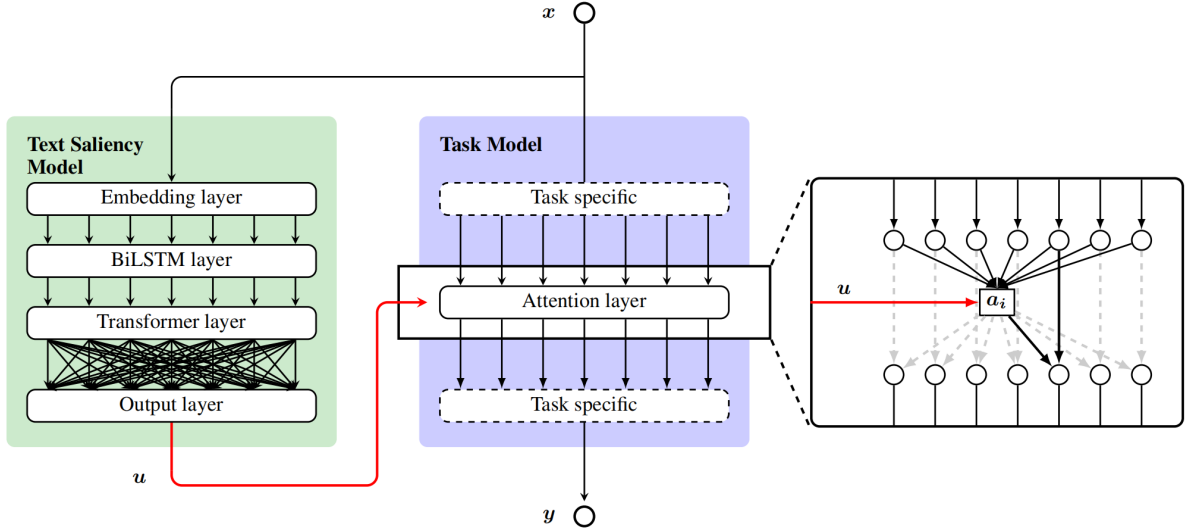 x
Text Saliency
Model
Embedding layer
BiLSTM layer
Transformer layer
Output layer
u
Task Model
Task specific
Attention layer
Task specific
y
u
a_i